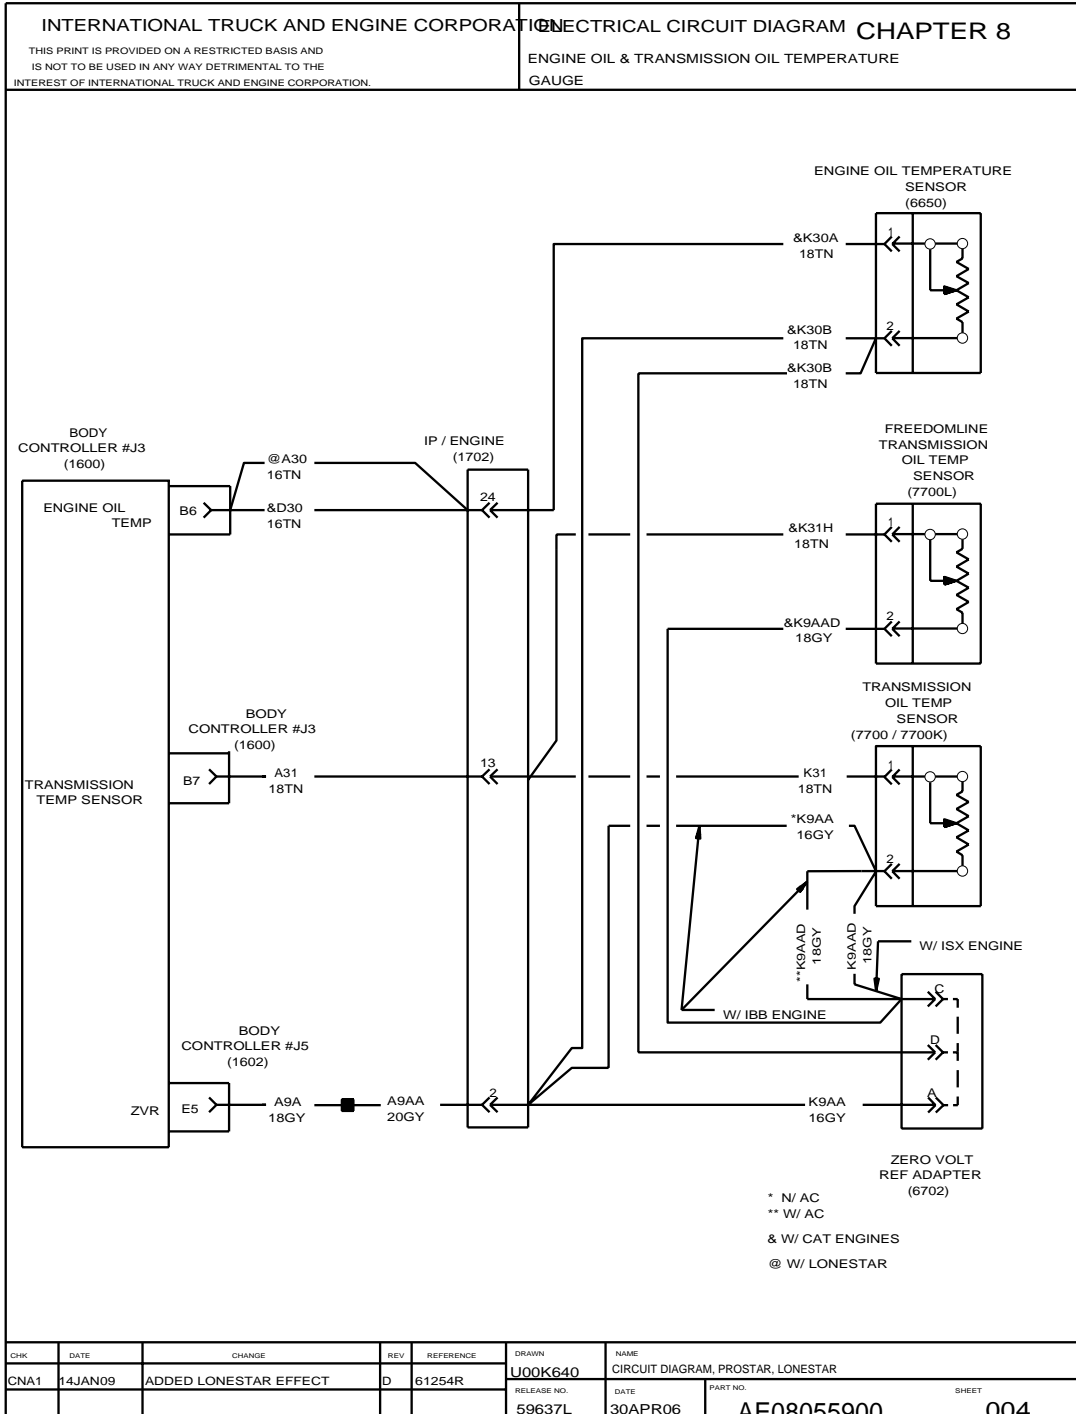 INTERNATIONAL TRUCK AND ENGINE CORPORATION
THIS PRINT IS PROVIDED ON A RESTRICTED BASIS AND
IS NOT TO BE USED IN ANY WAY DETRIMENTAL TO THE
INTEREST OF INTERNATIONAL TRUCK AND ENGINE CORPORATION.
ELECTRICAL CIRCUIT DIAGRAM CHAPTER 8
ENGINE OIL & TRANSMISSION OIL TEMPERATURE
GAUGE
ENGINE OIL TEMPERATURE
SENSOR
(6650)
&K30A
18TN
1
&K30B
18TN
2
&K30B
18TN
BODY
CONTROLLER #J3
(1600)
IP / ENGINE
(1702)
FREEDOMLINE
TRANSMISSION
OIL TEMP
SENSOR
(7700L)
@A30
16TN
ENGINE OIL
TEMP
B6
&D30
16TN
24
&K31H
18TN
1
&K9AAD
18GY
2
TRANSMISSION
OIL TEMP
SENSOR
(7700 / 7700K)
BODY
CONTROLLER #J3
(1600)
TRANSMISSION
TEMP SENSOR
B7
A31
18TN
13
K31
18TN
1
*K9AA
16GY
2
**K9AAD
18GY
K9AAD
18GY
W/ ISX ENGINE
W/ IBB ENGINE
C
D
A
BODY
CONTROLLER #J5
(1602)
ZVR
E5
A9A
18GY
A9AA
20GY
2
K9AA
16GY
ZERO VOLT
REF ADAPTER
(6702)
* N/ AC
** W/ AC
& W/ CAT ENGINES
@ W/ LONESTAR
CHK DATE CHANGE REV REFERENCE
CNA1 14JAN09 ADDED LONESTAR EFFECT D 61254R
DRAWN
U00K640
NAME
CIRCUIT DIAGRAM, PROSTAR, LONESTAR
RELEASE NO.
59637L
DATE
30APR06
PART NO.
AE08055900
SHEET
004